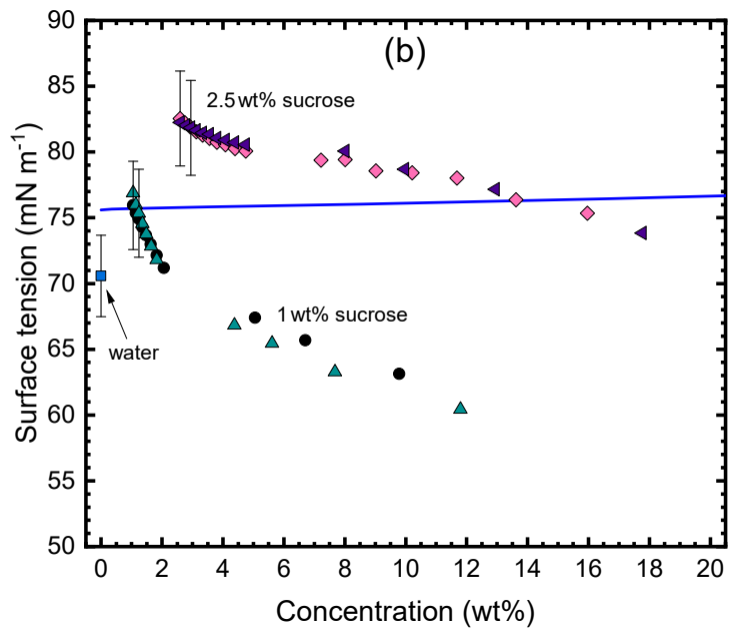 (b)
90
85
80
75
70
65
60
55
50
Surface tension (mN m⁻¹)
2.5 wt% sucrose
1 wt% sucrose
water
0 2 4 6 8 10 12 14 16 18 20
Concentration (wt%)